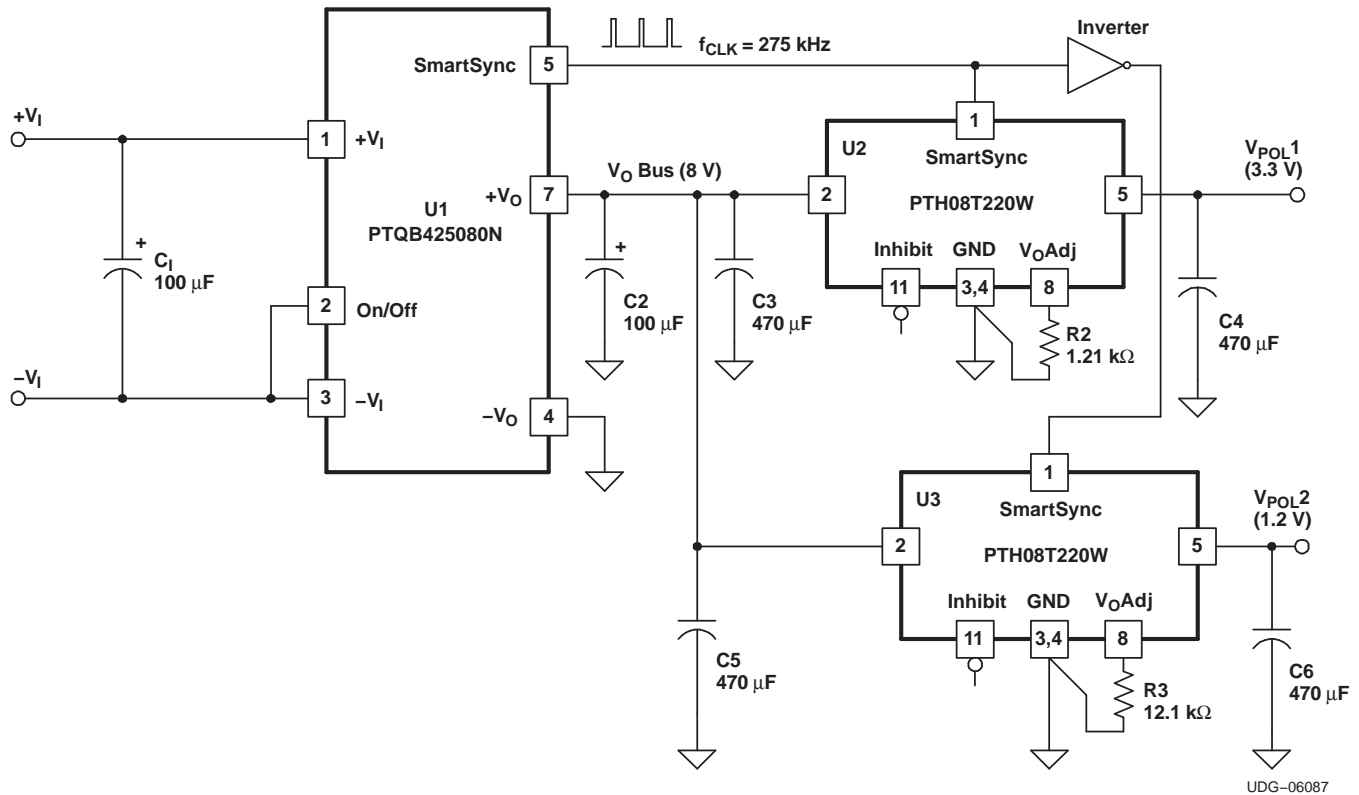 f_CLK = 275 kHz
Inverter
SmartSync
5
+V_I
1
+V_I
+
C_I
100 μF
2
On/Off
−V_I
3
−V_I
U1
PTQB425080N
+V_O
7
−V_O
4
V_O Bus (8 V)
+
C2
100 μF
C3
470 μF
1
U2
SmartSync
2
PTH08T220W
5
Inhibit
GND
V_OAdj
11
3,4
8
R2
1.21 kΩ
V_POL1
(3.3 V)
C4
470 μF
1
U3
SmartSync
2
PTH08T220W
5
Inhibit
GND
V_OAdj
11
3,4
8
R3
12.1 kΩ
V_POL2
(1.2 V)
C5
470 μF
C6
470 μF
UDG−06087